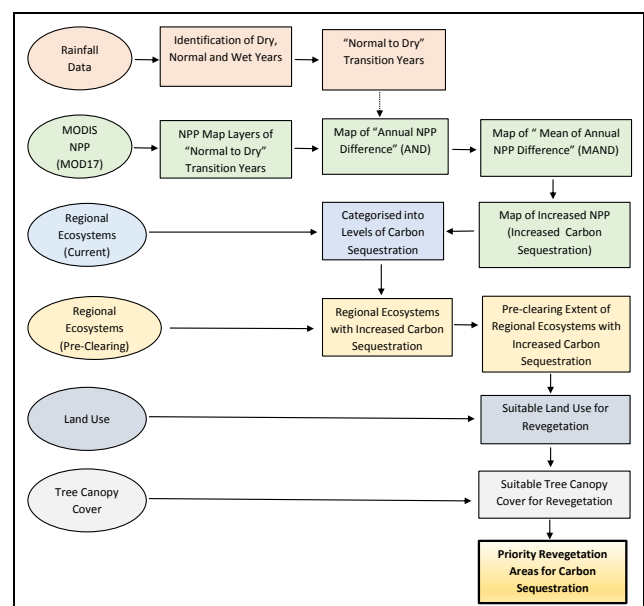 Rainfall
Data
Identification of Dry,
Normal and Wet Years
“Normal to Dry”
Transition Years
MODIS
NPP
(MOD17)
NPP Map Layers of
“Normal to Dry”
Transition Years
Map of “Annual NPP
Difference” (AND)
Map of “ Mean of Annual
NPP Difference” (MAND)
Regional
Ecosystems
(Current)
Categorised into
Levels of Carbon
Sequestration
Map of Increased NPP
(Increased Carbon
Sequestration)
Regional
Ecosystems
(Pre-Clearing)
Regional Ecosystems
with Increased Carbon
Sequestration
Pre-clearing Extent of
Regional Ecosystems with
Increased Carbon
Sequestration
Land Use
Suitable Land Use for
Revegetation
Tree Canopy
Cover
Suitable Tree Canopy
Cover for Revegetation
Priority Revegetation
Areas for Carbon
Sequestration